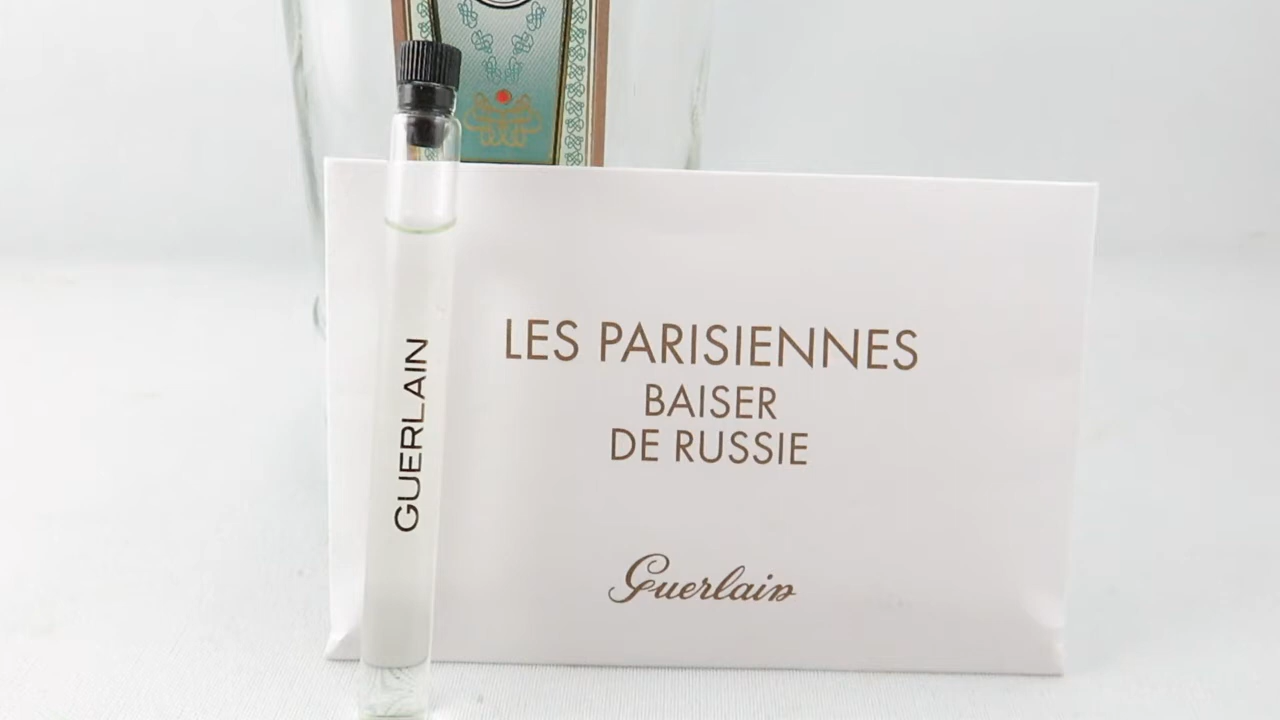 GUERLAIN
LES PARISIENNES
BAISER
DE RUSSIE
Guerlain